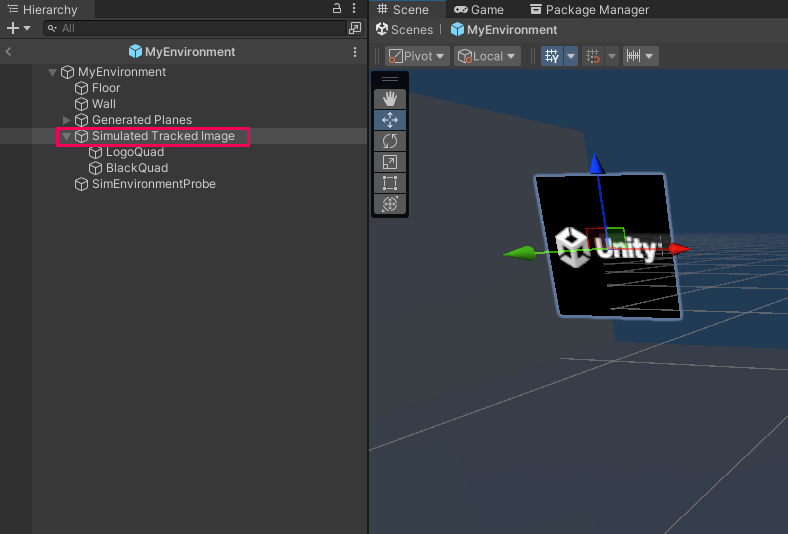 Hierarchy
All
MyEnvironment
MyEnvironment
Floor
Wall
Generated Planes
Simulated Tracked Image
LogoQuad
BlackQuad
SimEnvironmentProbe
Scene
Game
Package Manager
Scenes
MyEnvironment
Pivot
Local
Unity